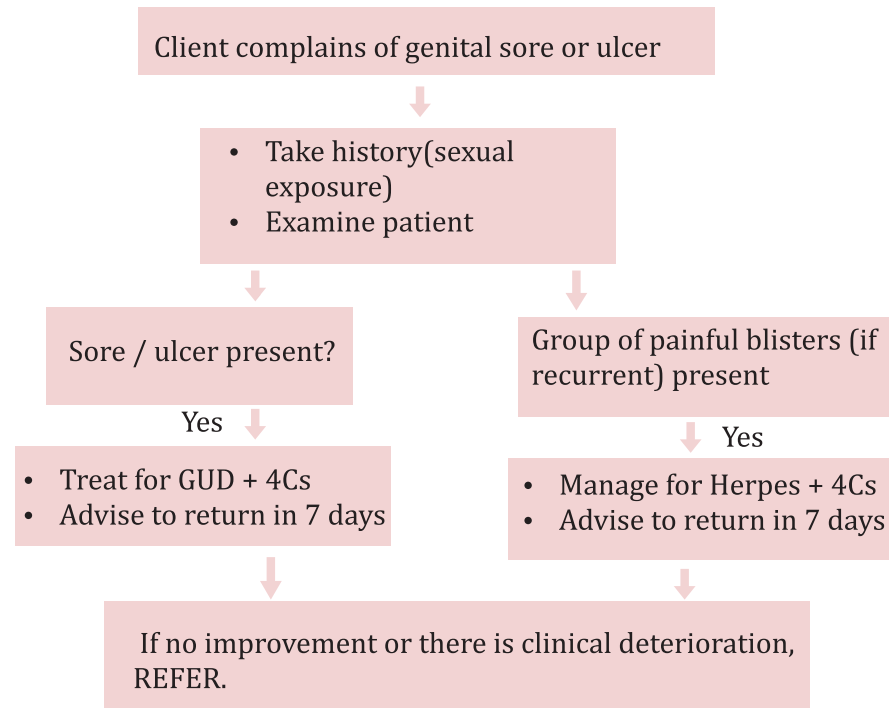 Client complains of genital sore or ulcer
• Take history(sexual
exposure)
• Examine patient
Sore / ulcer present?
Group of painful blisters (if
recurrent) present
Yes
Yes
• Treat for GUD + 4Cs
• Advise to return in 7 days
• Manage for Herpes + 4Cs
• Advise to return in 7 days
If no improvement or there is clinical deterioration,
REFER.